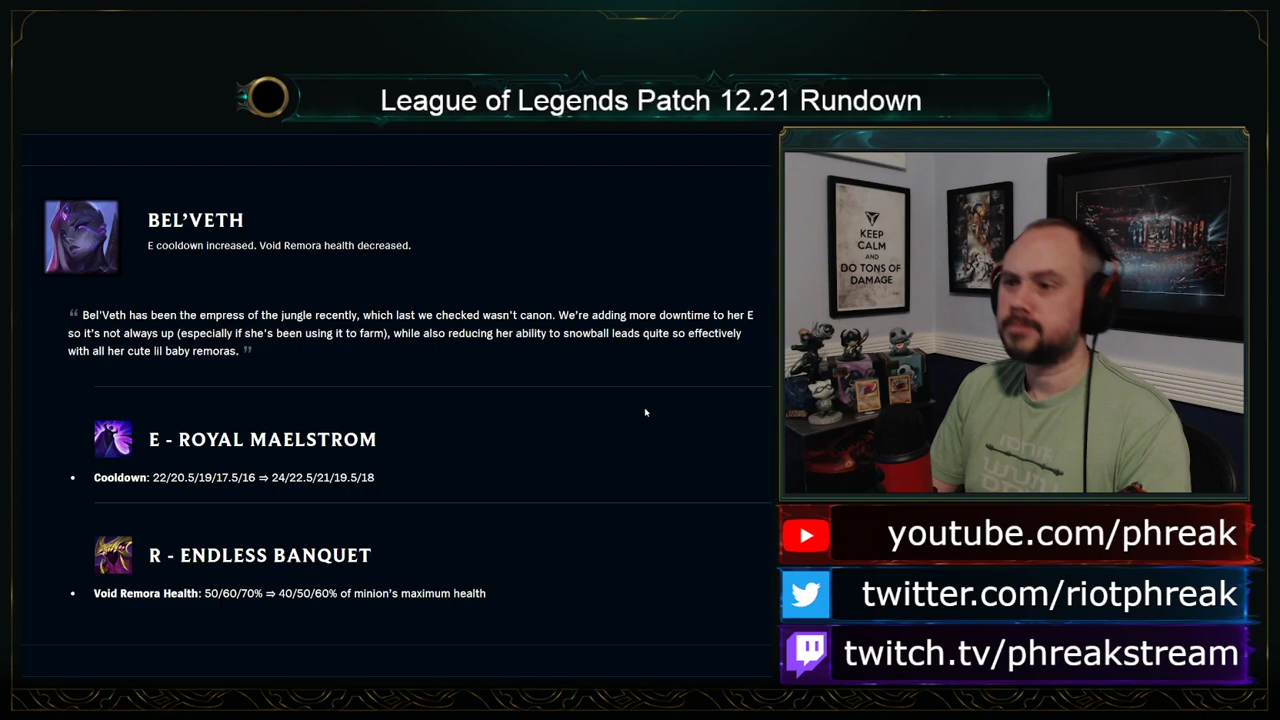 League of Legends Patch 12.21 Rundown
BEL'VETH
E cooldown increased. Void Remora health decreased.
“ Bel'Veth has been the empress of the jungle recently, which last we checked wasn't canon. We're adding more downtime to her E
so it's not always up (especially if she's been using it to farm), while also reducing her ability to snowball leads quite so effectively
with all her cute lil baby remoras. ”
E - ROYAL MAELSTROM
• Cooldown: 22/20.5/19/17.5/16 ⇒ 24/22.5/21/19.5/18
R - ENDLESS BANQUET
• Void Remora Health: 50/60/70% ⇒ 40/50/60% of minion's maximum health
KEEP
CALM
AND
DO TONS OF
DAMAGE
youtube.com/phreak
twitter.com/riotphreak
twitch.tv/phreakstream